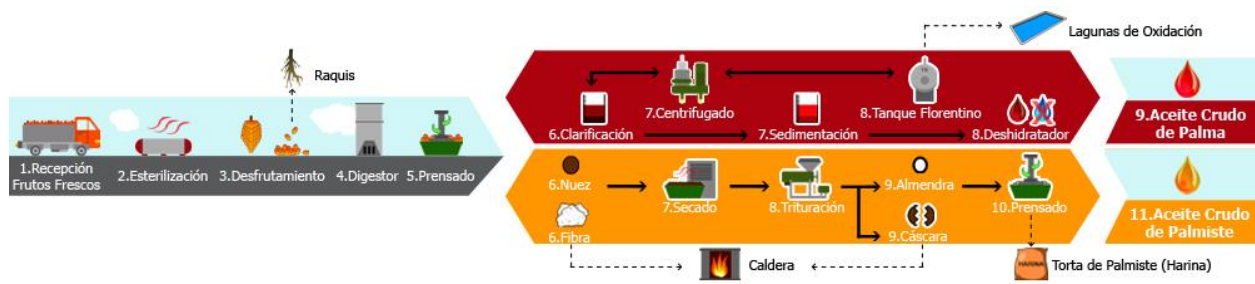 Lagunas de Oxidación
Raquis
7.Centrifugado
8.Tanque Florentino
6.Clarificación
7.Sedimentación
8.Deshidratador
9.Aceite Crudo
de Palma
1.Recepción
Frutos Frescos
2.Esterilización
3.Desfrutamiento
4.Digestor
5.Prensado
6.Nuez
7.Secado
8.Trituración
9.Almendra
10.Prensado
6.Fibra
9.Cáscara
11.Aceite Crudo
de Palmiste
Caldera
HARINA
Torta de Palmiste (Harina)